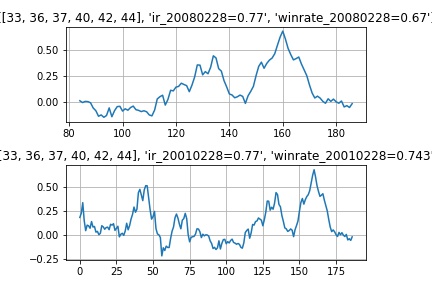 [[33, 36, 37, 40, 42, 44], 'ir_20080228=0.77', 'winrate_20080228=0.67']
0.50
0.25
0.00
80 100 120 140 160 180
[33, 36, 37, 40, 42, 44], 'ir_20010228=0.77', 'winrate_20010228=0.743'
0.50
0.25
0.00
−0.25
0 25 50 75 100 125 150 175